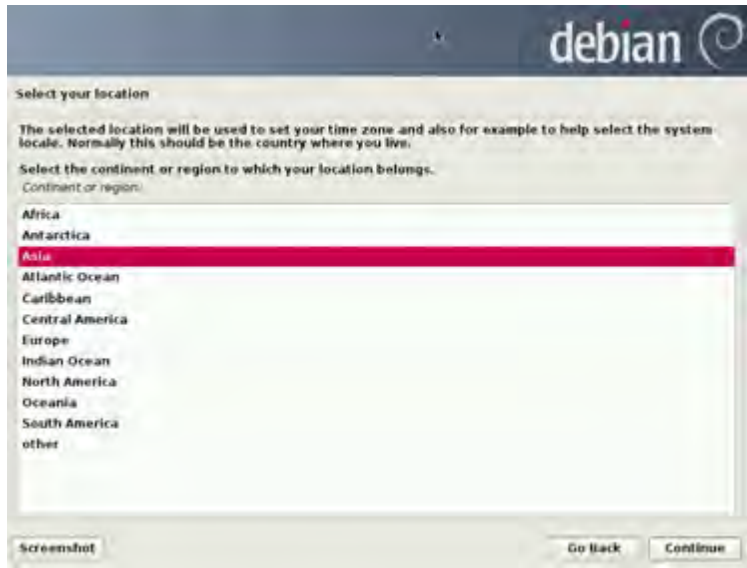 debian
Select your location
The selected location will be used to set your time zone and also for example to help select the system
locale. Normally this should be the country where you live.
Select the continent or region to which your location belongs.
Continent or region:
Africa
Antarctica
Asia
Atlantic Ocean
Caribbean
Central America
Europe
Indian Ocean
North America
Oceania
South America
other
Screenshot
Go Back
Continue